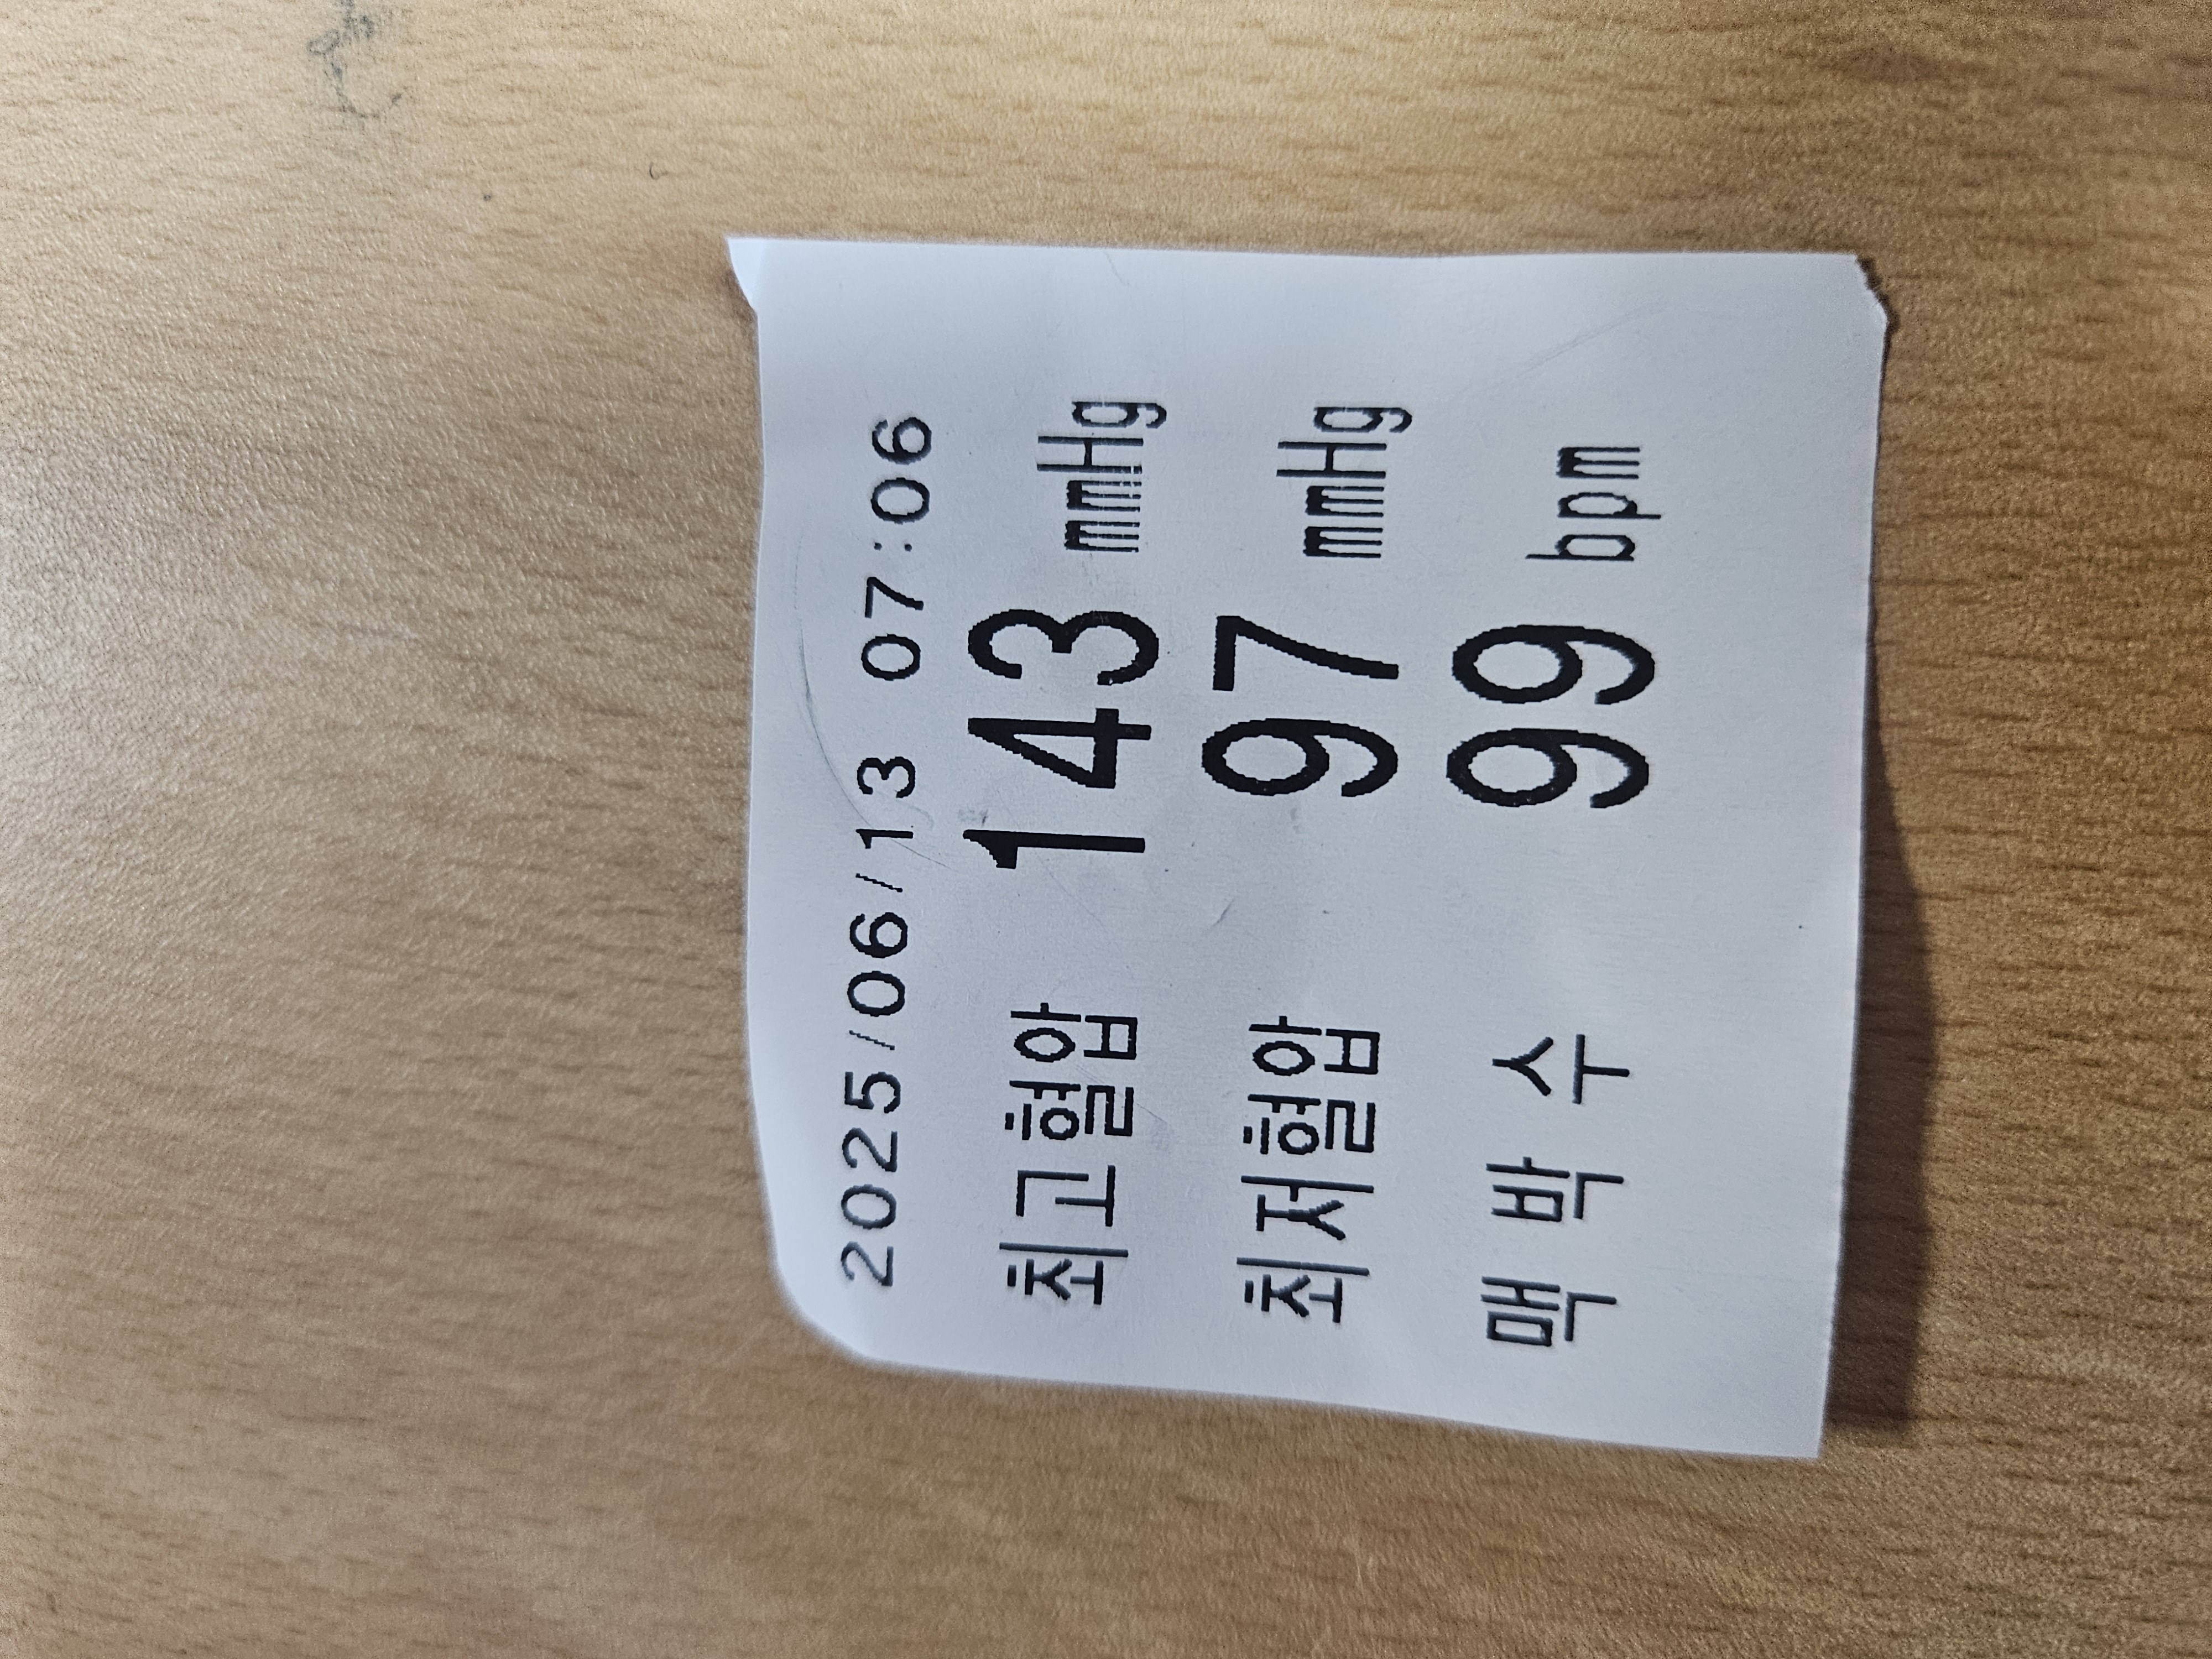 2025/06/13 07:06
최고혈압 143 mmHg
최저혈압 97 mmHg
맥 박 수 99 bpm